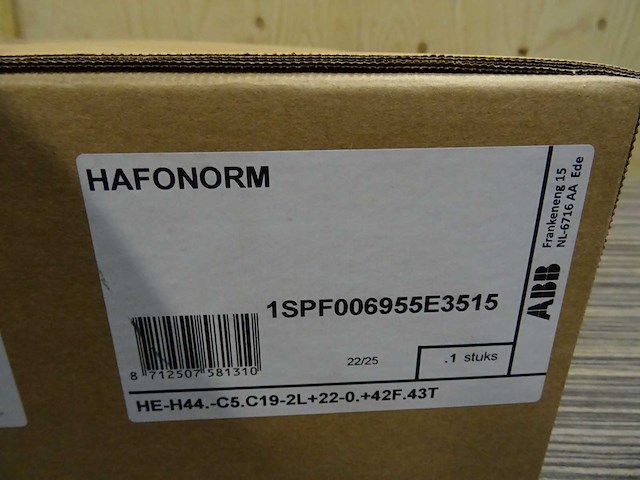 HAFONORM
1SPF006955E3515
8 712507 581310
22/25
.1 stuks
HE-H44.-C5.C19-2L+22-0.+42F.43T
ABB
Frankeneng 15
NL-6716 AA Ede